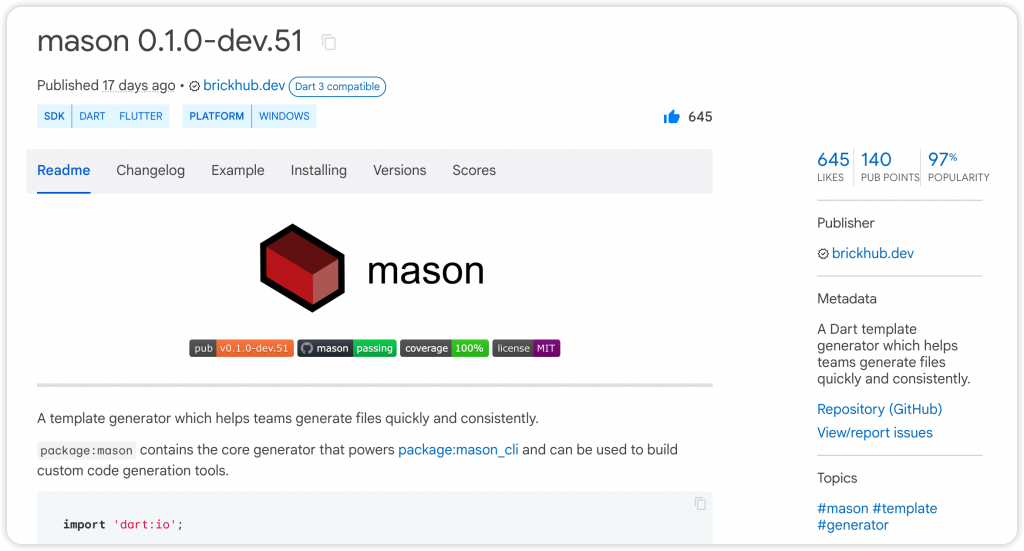 mason 0.1.0-dev.51
Published 17 days ago • brickhub.dev Dart 3 compatible
SDK DART FLUTTER PLATFORM WINDOWS
645
Readme Changelog Example Installing Versions Scores
mason
pub v0.1.0-dev.51 mason passing coverage 100% license MIT
A template generator which helps teams generate files quickly and consistently.
package:mason contains the core generator that powers package:mason_cli and can be used to build
custom code generation tools.
import 'dart:io';
645 140 97%
LIKES PUB POINTS POPULARITY
Publisher
brickhub.dev
Metadata
A Dart template
generator which helps
teams generate files
quickly and consistently.
Repository (GitHub)
View/report issues
Topics
#mason #template
#generator